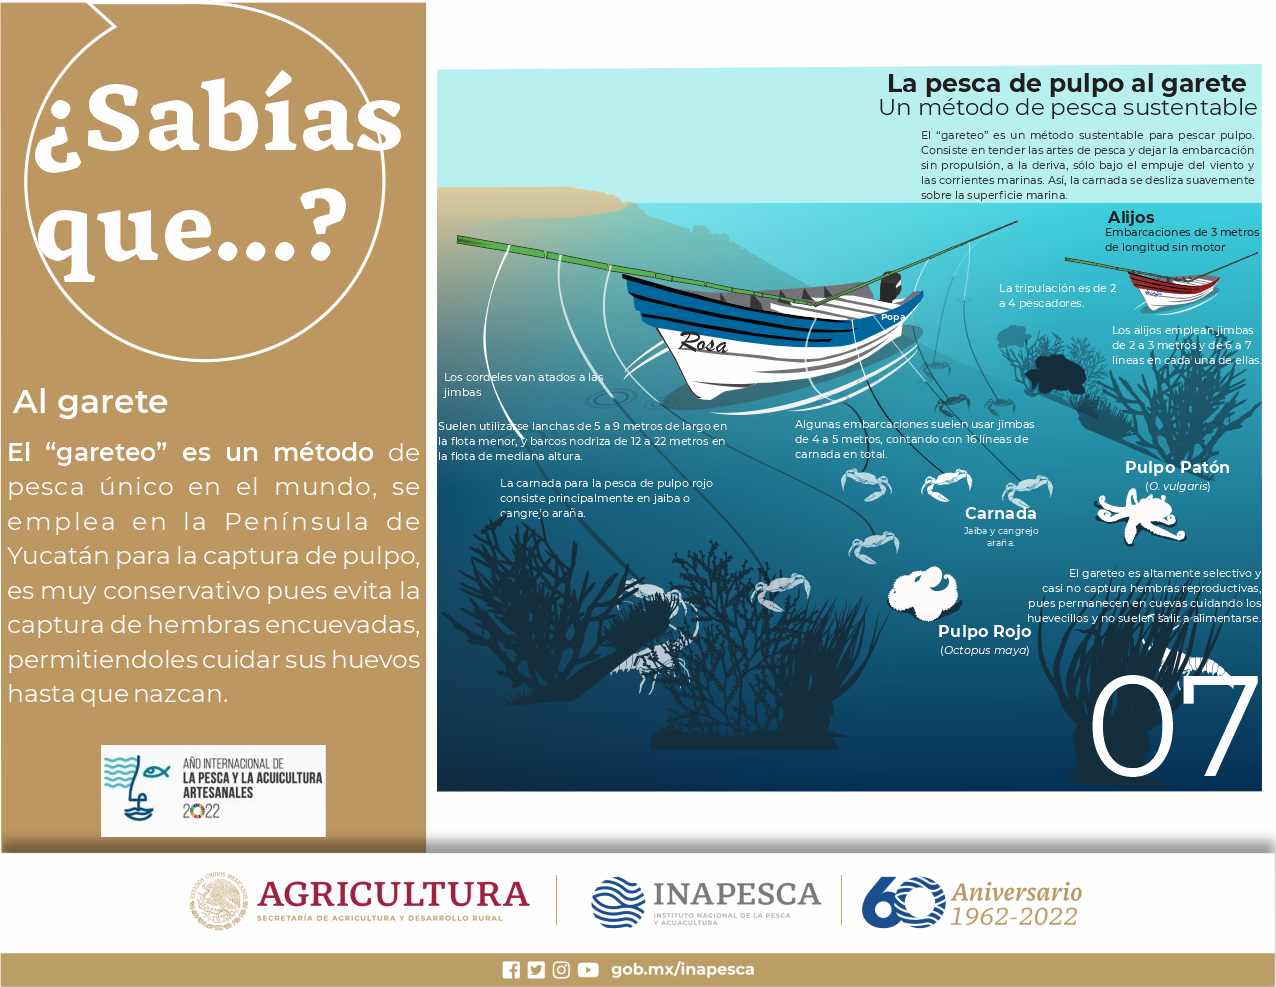 ¿Sabías
que...?
Al garete
El “gareteo” es un método de
pesca único en el mundo, se
emplea en la Península de
Yucatán para la captura de pulpo,
es muy conservativo pues evita la
captura de hembras encuevadas,
permitiendoles cuidar sus huevos
hasta que nazcan.
AÑO INTERNACIONAL DE
LA PESCA Y LA ACUICULTURA
ARTESANALES
2022
La pesca de pulpo al garete
Un método de pesca sustentable
El “gareteo” es un método sustentable para pescar pulpo.
Consiste en tender las artes de pesca y dejar la embarcación
sin propulsión, a la deriva, sólo bajo el empuje del viento y
las corrientes marinas. Así, la carnada se desliza suavemente
sobre la superficie marina.
Alijos
Embarcaciones de 3 metros
de longitud sin motor
La tripulación es de 2
a 4 pescadores.
Los alijos emplean jimbas
de 2 a 3 metros y de 6 a 7
líneas en cada una de ellas.
Popa
Rosa
Los cordeles van atados a las
jimbas
Suelen utilizarse lanchas de 5 a 9 metros de largo en
la flota menor, y barcos nodriza de 12 a 22 metros en
la flota de mediana altura.
Algunas embarcaciones suelen usar jimbas
de 4 a 5 metros, contando con 16 líneas de
carnada en total.
La carnada para la pesca de pulpo rojo
consiste principalmente en jaiba o
cangrejo araña.
Carnada
Jaiba y cangrejo
araña.
Pulpo Patón
(O. vulgaris)
El gareteo es altamente selectivo y
casi no captura hembras reproductivas,
pues permanecen en cuevas cuidando los
huevecillos y no suelen salir a alimentarse.
Pulpo Rojo
(Octopus maya)
07
ESTADOS UNIDOS MEXICANOS
AGRICULTURA
SECRETARÍA DE AGRICULTURA Y DESARROLLO RURAL
INAPESCA
INSTITUTO NACIONAL DE LA PESCA
Y ACUACULTURA
60 Aniversario
1962-2022
gob.mx/inapesca